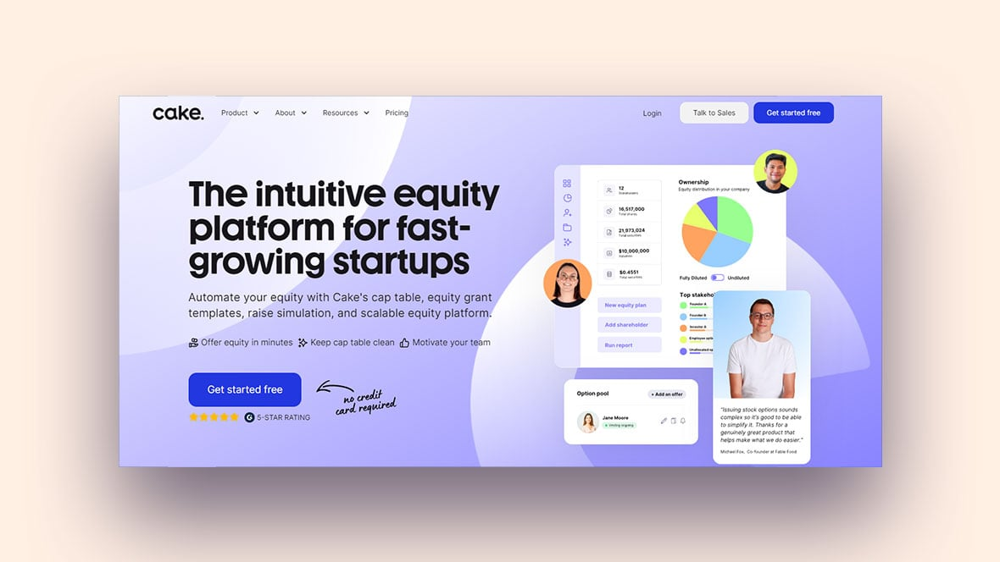 cake.
Product
About
Resources
Pricing
Login
Talk to Sales
Get started free
The intuitive equity
platform for fast-
growing startups
Automate your equity with Cake's cap table, equity grant
templates, raise simulation, and scalable equity platform.
Offer equity in minutes
Keep cap table clean
Motivate your team
Get started free
no credit
card required
5-STAR RATING
12
Stakeholders
16,517,000
Total shares
21,973,024
Total securities
$10,000,000
Valuation
$0.4551
Total securities
New equity plan
Add shareholder
Run report
Ownership
Equity distribution in your company
Fully Diluted
Undiluted
Top stakehol
Founder A
Founder B
Investor A
Employee opti
Unallocated op
Option pool
+ Add an offer
Jane Moore
Vesting ongoing
"Issuing stock options sounds
complex so it's good to be able
to simplify it. Thanks for a
genuinely great product that
helps make what we do easier."
Michael Fox, Co-founder at Fable Food